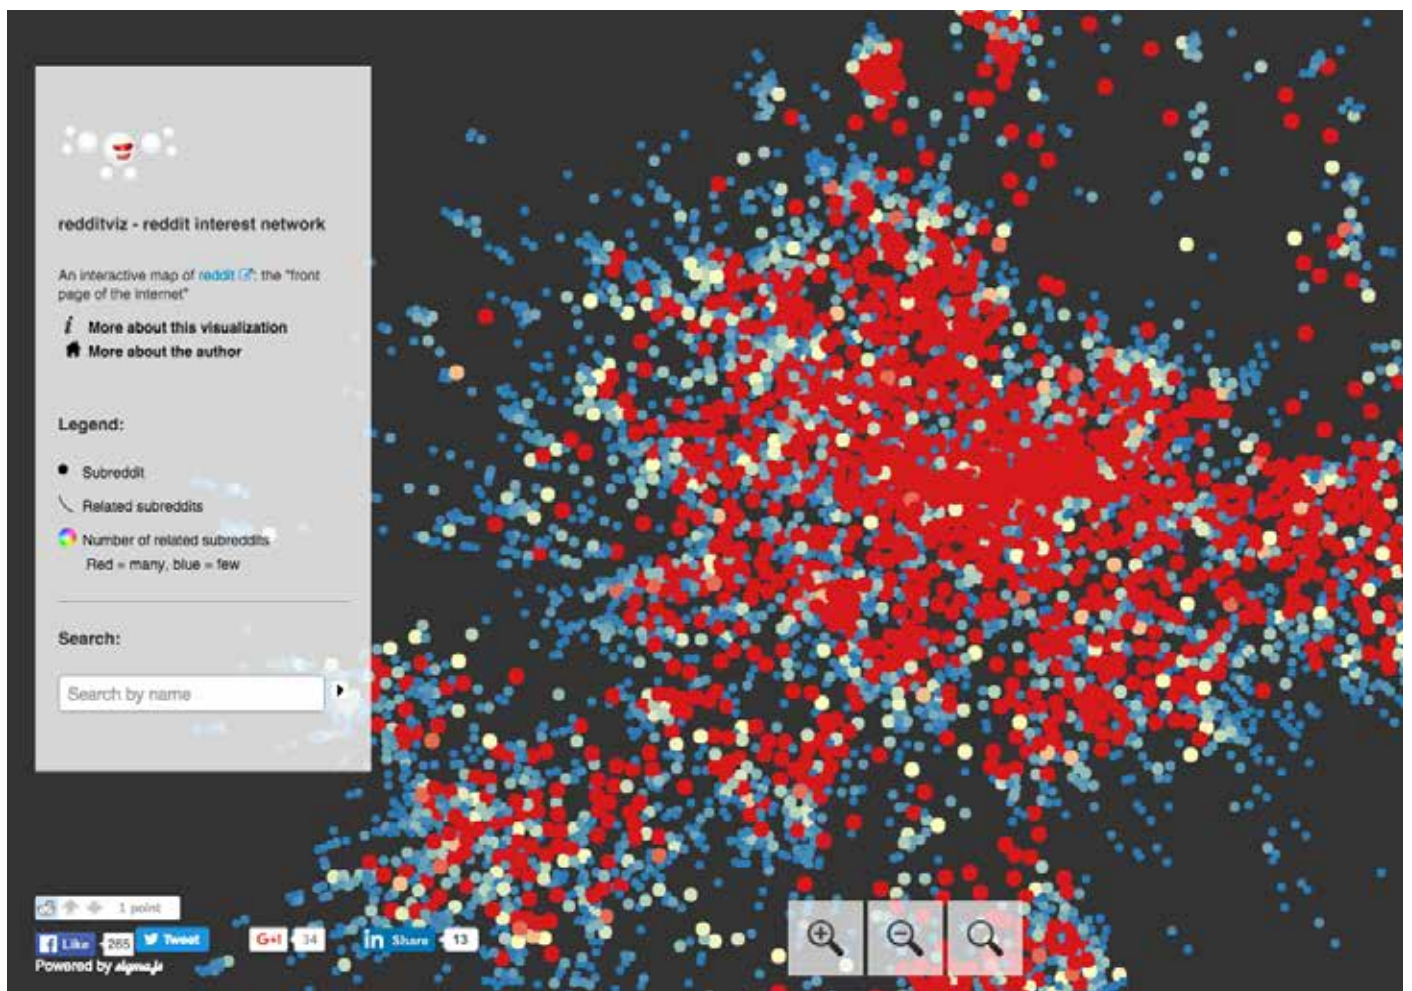 redditviz - reddit interest network
An interactive map of reddit: the "front
page of the internet"
i More about this visualization
More about the author
Legend:
Subreddit
Related subreddits
Number of related subreddits
Red = many, blue = few
Search:
Search by name
1 point
Like 265 Tweet G+1 34 in Share 13
Powered by sigma.js